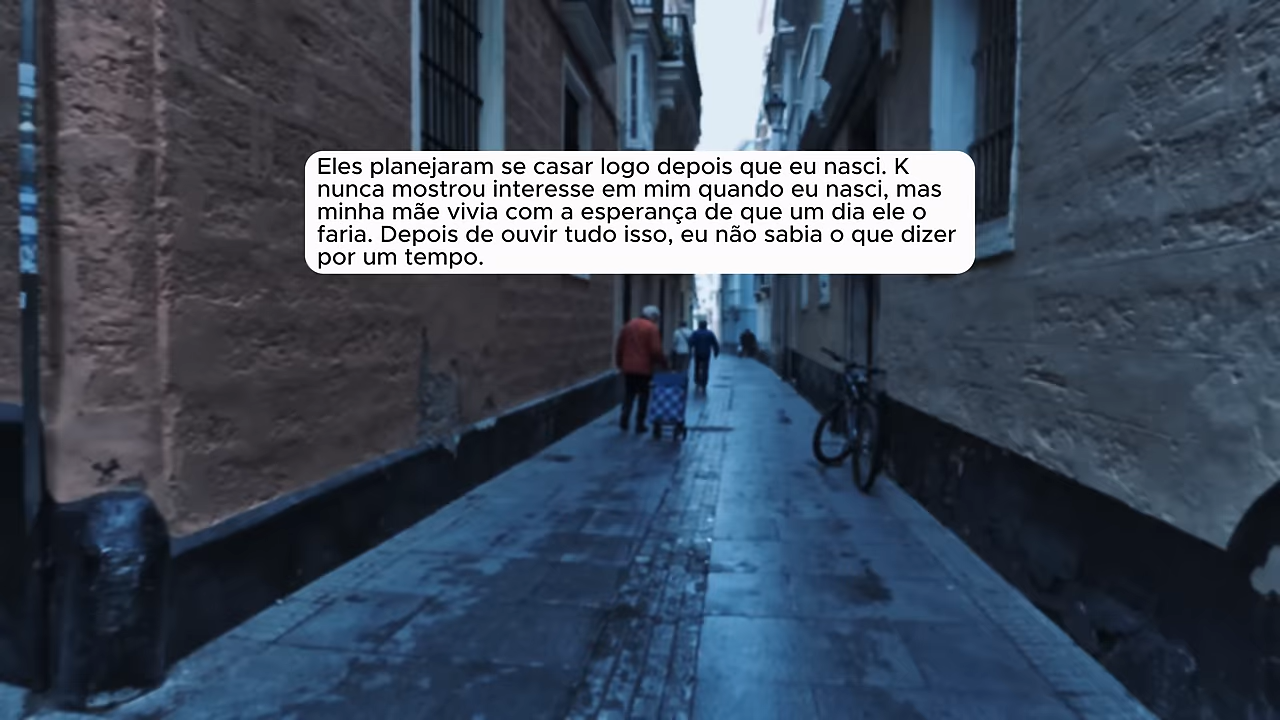 Eles planejaram se casar logo depois que eu nasci. K
nunca mostrou interesse em mim quando eu nasci, mas
minha mãe vivia com a esperança de que um dia ele o
faria. Depois de ouvir tudo isso, eu não sabia o que dizer
por um tempo.